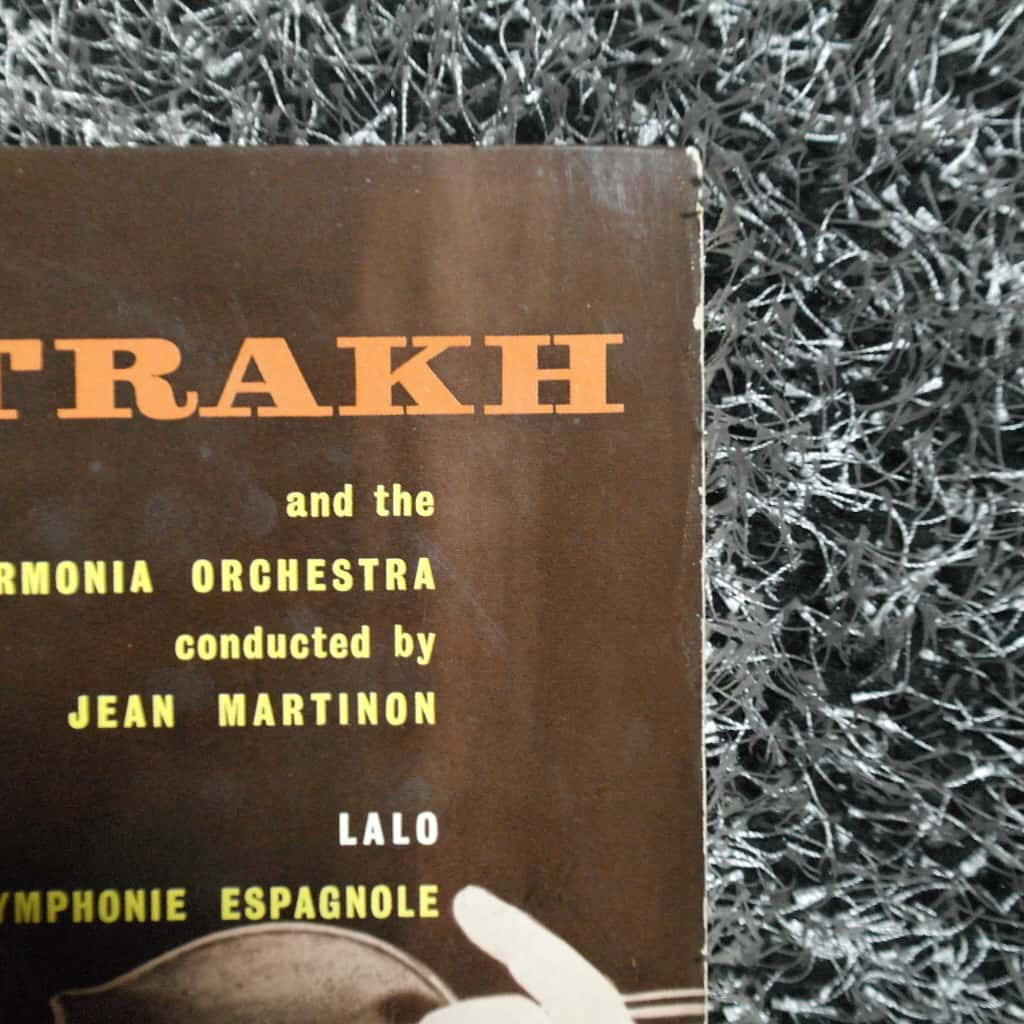 TRAKH
and the
RMONIA ORCHESTRA
conducted by
JEAN MARTINON
LALO
YMPHONIE ESPAGNOLE